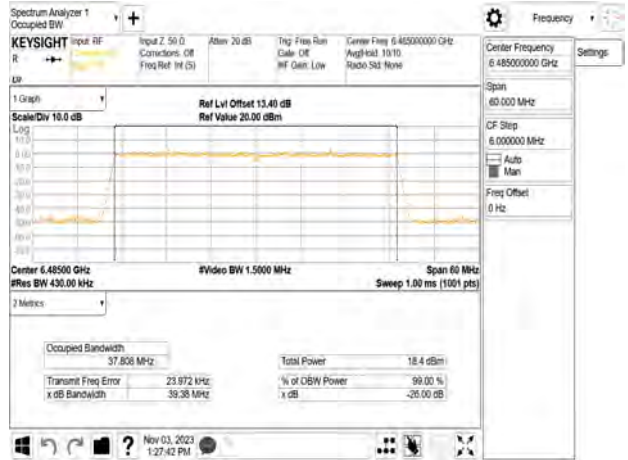 Spectrum Analyzer 1
Occupied BW
Frequency
KEYSIGHT
Input: RF
R
Input Z: 50 Ω
Corrections: Off
Freq Ref: Int (S)
Atten: 20 dB
Trig: Free Run
Gate: Off
#IF Gain: Low
Center Freq: 6.485000000 GHz
Avg|Hold: 10/10
Radio Std: None
Center Frequency
6.485000000 GHz
Settings
Span
60.000 MHz
CF Step
6.000000 MHz
Auto
Man
Freq Offset
0 Hz
1 Graph
Scale/Div 10.0 dB
Ref Lvl Offset 13.40 dB
Ref Value 20.00 dBm
Log
Center 6.48500 GHz
#Res BW 430.00 kHz
#Video BW 1.5000 MHz
Span 60 MHz
Sweep 1.00 ms (1001 pts)
2 Metrics
Occupied Bandwidth
37.808 MHz
Total Power
18.4 dBm
Transmit Freq Error
23.972 kHz
% of OBW Power
99.00 %
x dB Bandwidth
39.38 MHz
x dB
-26.00 dB
Nov 03, 2023
1:27:42 PM